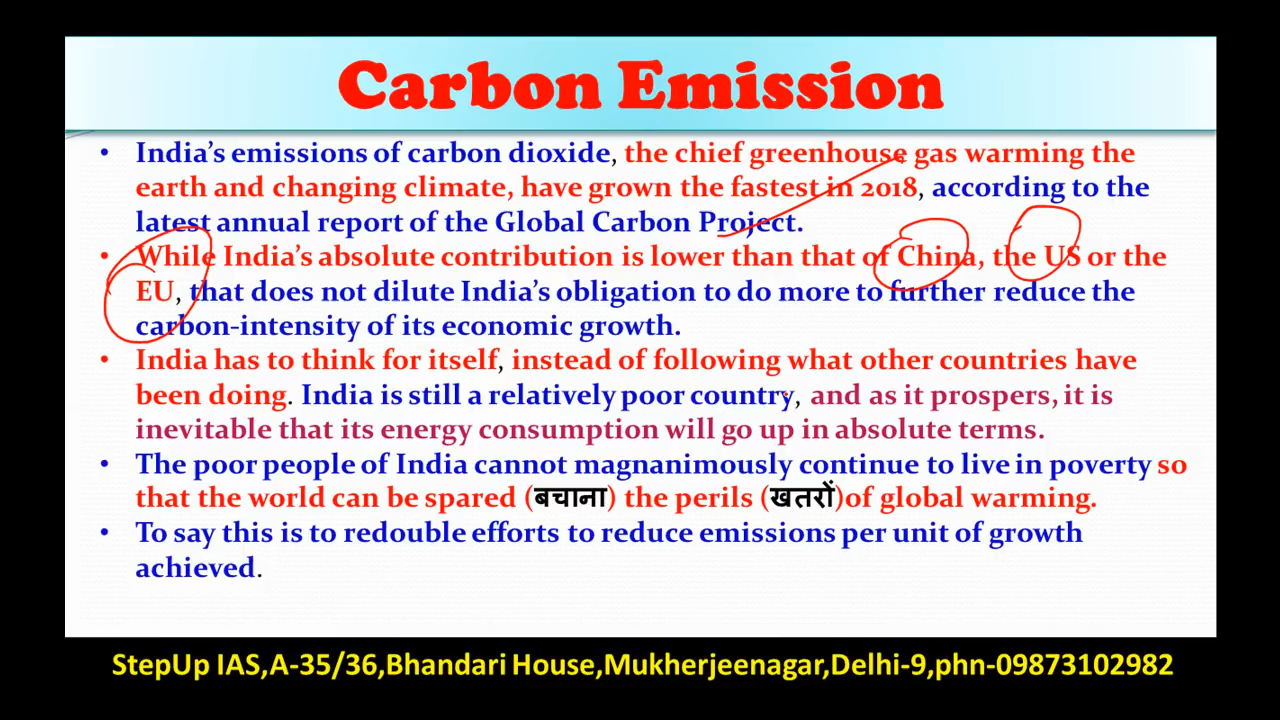 Carbon Emission
• India's emissions of carbon dioxide, the chief greenhouse gas warming the
earth and changing climate, have grown the fastest in 2018, according to the
latest annual report of the Global Carbon Project.
• While India's absolute contribution is lower than that of China, the US or the
EU, that does not dilute India's obligation to do more to further reduce the
carbon-intensity of its economic growth.
• India has to think for itself, instead of following what other countries have
been doing. India is still a relatively poor country, and as it prospers, it is
inevitable that its energy consumption will go up in absolute terms.
• The poor people of India cannot magnanimously continue to live in poverty so
that the world can be spared (बचाना) the perils (खतरों)of global warming.
• To say this is to redouble efforts to reduce emissions per unit of growth
achieved.
StepUp IAS,A-35/36,Bhandari House,Mukherjeenagar,Delhi-9,phn-09873102982